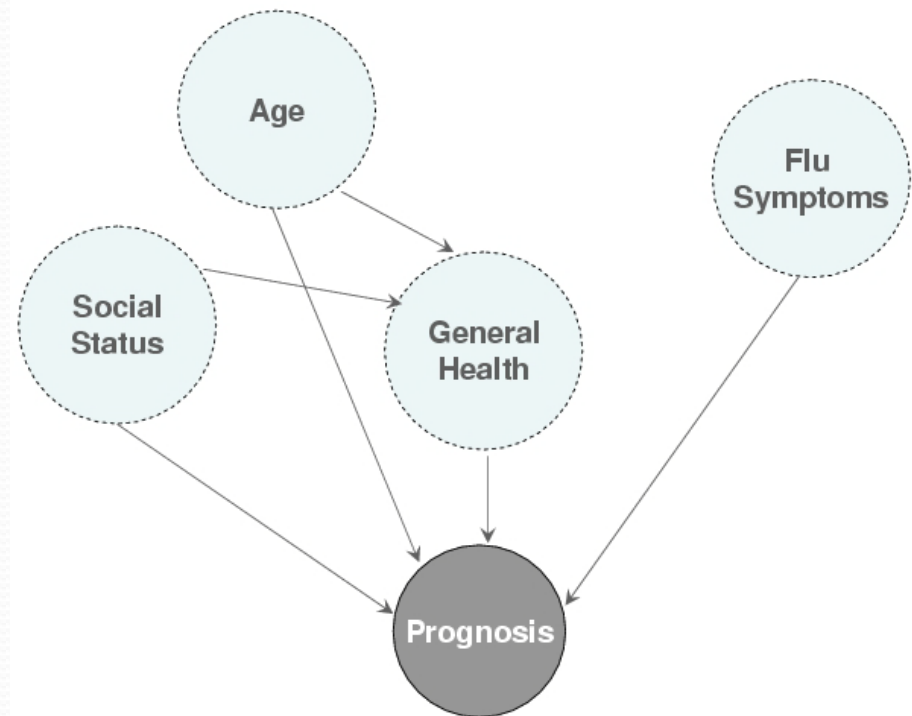 Age
Flu
Symptoms
Social
Status
General
Health
Prognosis